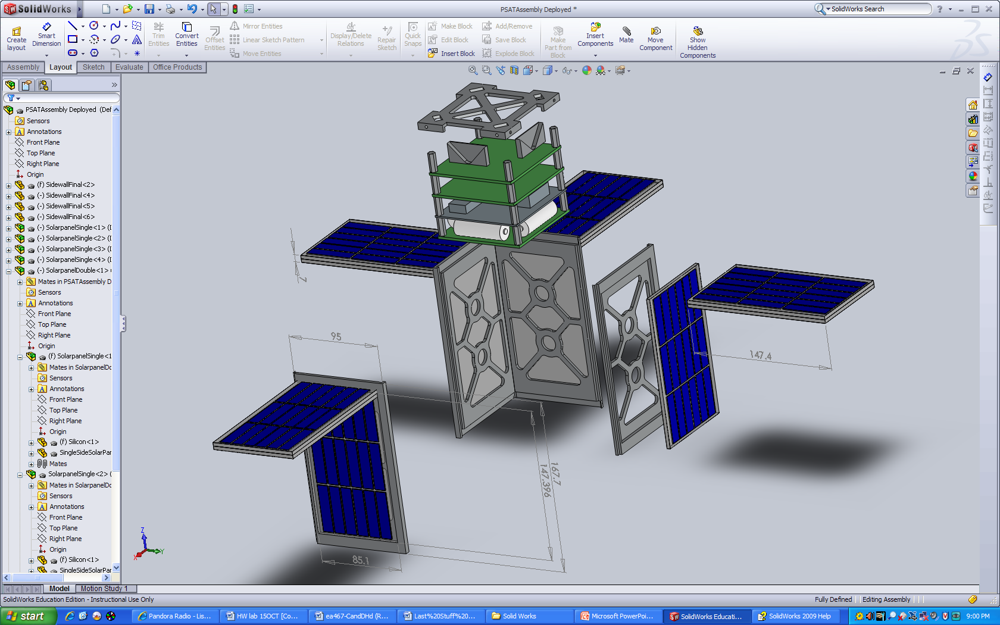 SolidWorks
PSATAssembly Deployed *
SolidWorks Search
Create layout
Smart Dimension
Trim Entities
Convert Entities
Offset Entities
Mirror Entities
Linear Sketch Pattern
Move Entities
Display/Delete Relations
Repair Sketch
Quick Snaps
Make Block
Edit Block
Insert Block
Add/Remove
Save Block
Explode Block
Make Part from Block
Insert Components
Mate
Move Component
Show Hidden Components
Assembly Layout Sketch Evaluate Office Products
PSATAssembly Deployed (Def
Sensors
Annotations
Front Plane
Top Plane
Right Plane
Origin
(f) SidewallFinal<2>
(-) SidewallFinal<4>
(-) SidewallFinal<5>
(-) SidewallFinal<6>
(-) SolarpanelSingle<1> (D
(-) SolarpanelSingle<2> (D
(-) SolarpanelSingle<3> (D
(-) SolarpanelSingle<4> (D
(-) SolarpanelDouble<1> (
Mates in PSATAssembly D
Sensors
Annotations
Front Plane
Top Plane
Right Plane
Origin
(f) SolarpanelSingle<1
Mates in SolarpanelDo
Sensors
Annotations
Front Plane
Top Plane
Right Plane
Origin
(f) Silicon<1>
SingleSideSolarPar
Mates
SolarpanelSingle<2> (
Mates in SolarpanelDo
Sensors
Annotations
Front Plane
Top Plane
Right Plane
Origin
(f) Silicon<1>
SingleSideSolarPar
7
95
147.4
167.7
147.396
85.1
Z
Y
X
Model Motion Study 1
SolidWorks Education Edition - Instructional Use Only
Fully Defined Editing Assembly
start
Pandora Radio - Lis...
HW lab 15OCT [Co...
ea467-CandDHd (R...
Last%20Stuff%20...
Solid Works
Microsoft PowerPoi...
SolidWorks Educati...
SolidWorks 2009 Help
9:00 PM